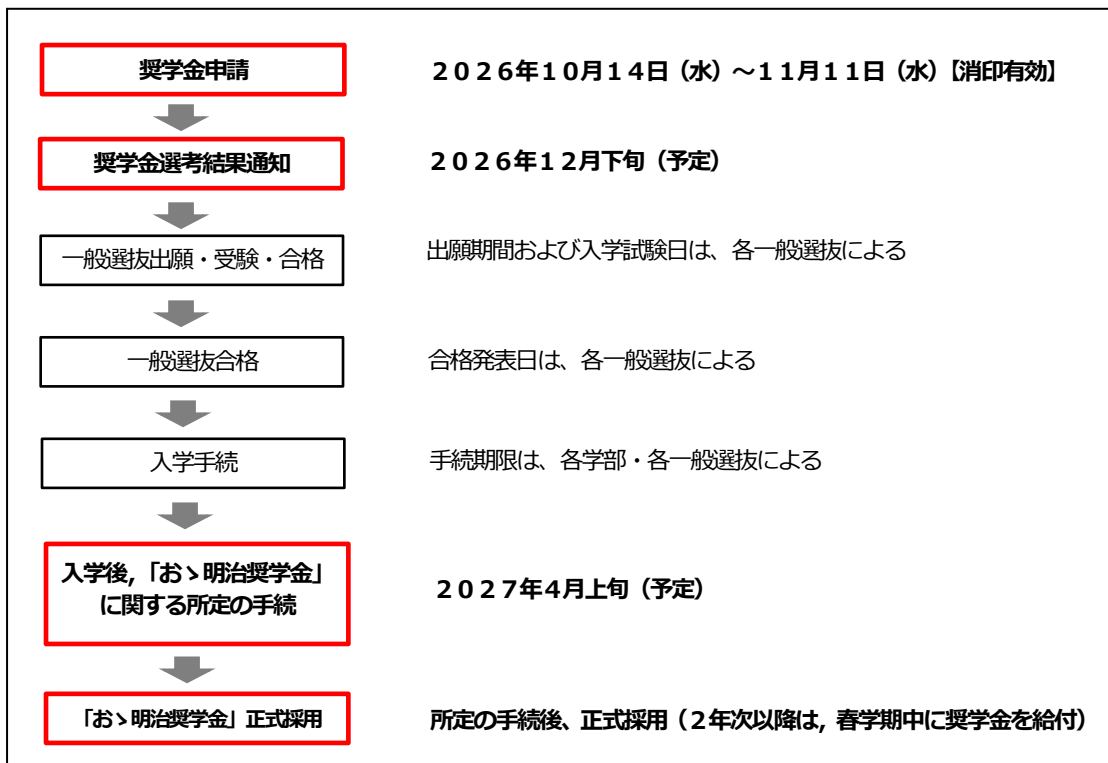 奨学金申請
２０２６年１０月１４日（水）～１１月１１日（水）【消印有効】
奨学金選考結果通知
２０２６年１２月下旬（予定）
一般選抜出願・受験・合格
出願期間および入学試験日は、各一般選抜による
一般選抜合格
合格発表日は、各一般選抜による
入学手続
手続期限は、各学部・各一般選抜による
入学後，「おゝ明治奨学金」
に関する所定の手続
２０２７年４月上旬（予定）
「おゝ明治奨学金」正式採用
所定の手続後、正式採用（２年次以降は，春学期中に奨学金を給付）